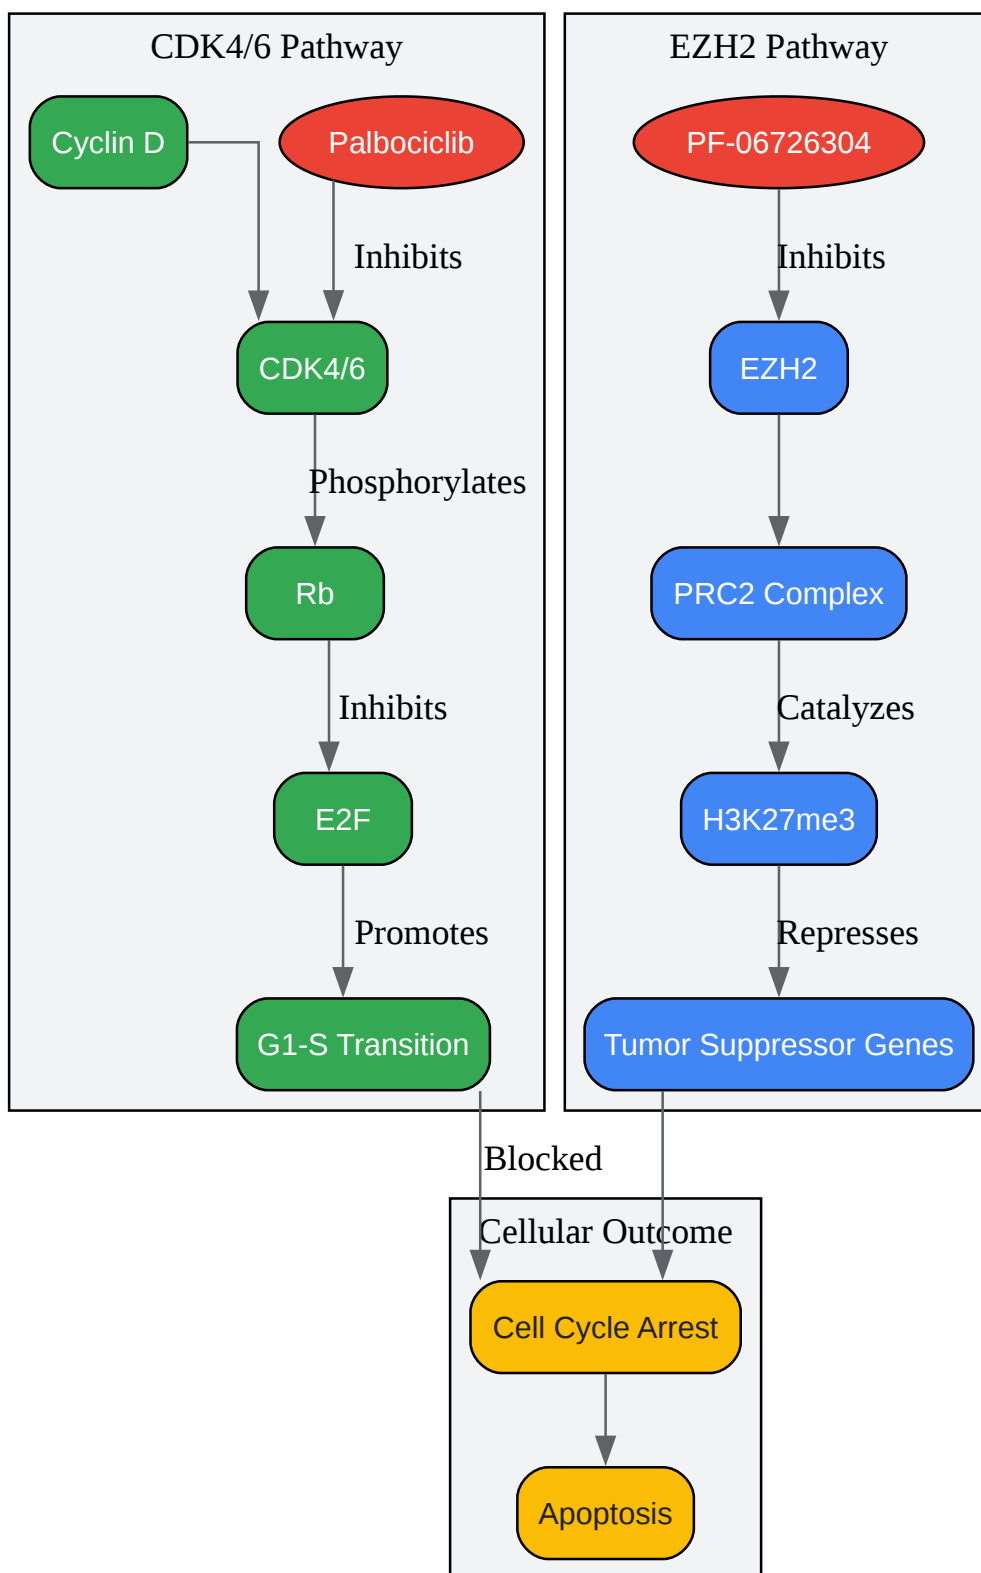 CDK4/6 Pathway
Cyclin D
Palbociclib
Inhibits
CDK4/6
Phosphorylates
Rb
Inhibits
E2F
Promotes
G1-S Transition
EZH2 Pathway
PF-06726304
Inhibits
EZH2
PRC2 Complex
Catalyzes
H3K27me3
Represses
Tumor Suppressor Genes
Blocked
Cellular Outcome
Cell Cycle Arrest
Apoptosis